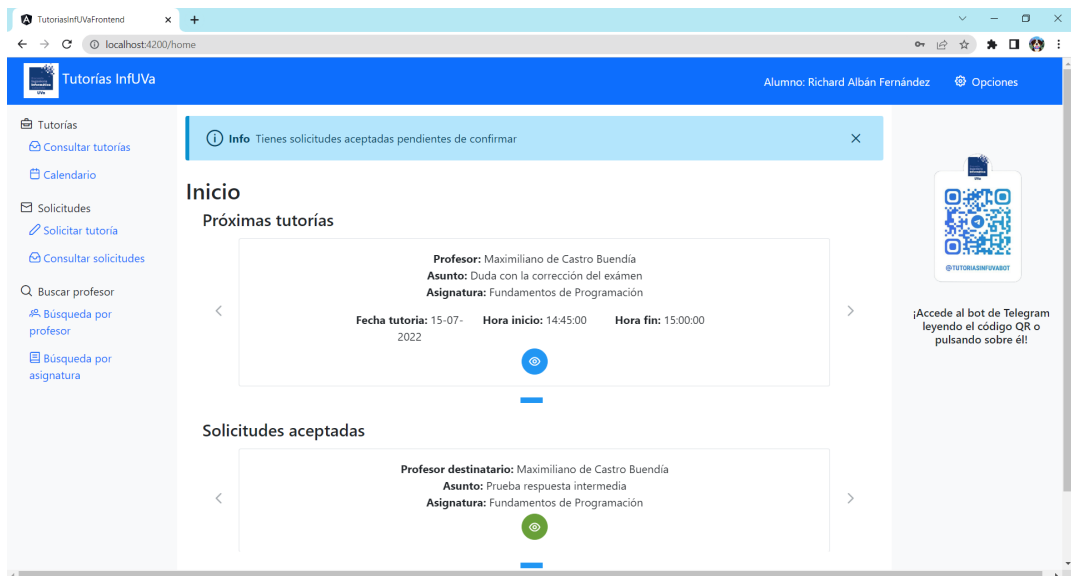 TutoriasInfUVaFrontend
localhost:4200/home
UVa
Tutorías InfUVa
Alumno: Richard Albán Fernández
Opciones
Tutorías
Consultar tutorías
Calendario
Solicitudes
Solicitar tutoría
Consultar solicitudes
Buscar profesor
Búsqueda por
profesor
Búsqueda por
asignatura
Info Tienes solicitudes aceptadas pendientes de confirmar
Inicio
Próximas tutorías
Profesor: Maximiliano de Castro Buendía
Asunto: Duda con la corrección del exámen
Asignatura: Fundamentos de Programación
Fecha tutoria: 15-07-2022 Hora inicio: 14:45:00 Hora fin: 15:00:00
Solicitudes aceptadas
Profesor destinatario: Maximiliano de Castro Buendía
Asunto: Prueba respuesta intermedia
Asignatura: Fundamentos de Programación
UVa
@TUTORIASINFUVABOT
¡Accede al bot de Telegram
leyendo el código QR o
pulsando sobre él!